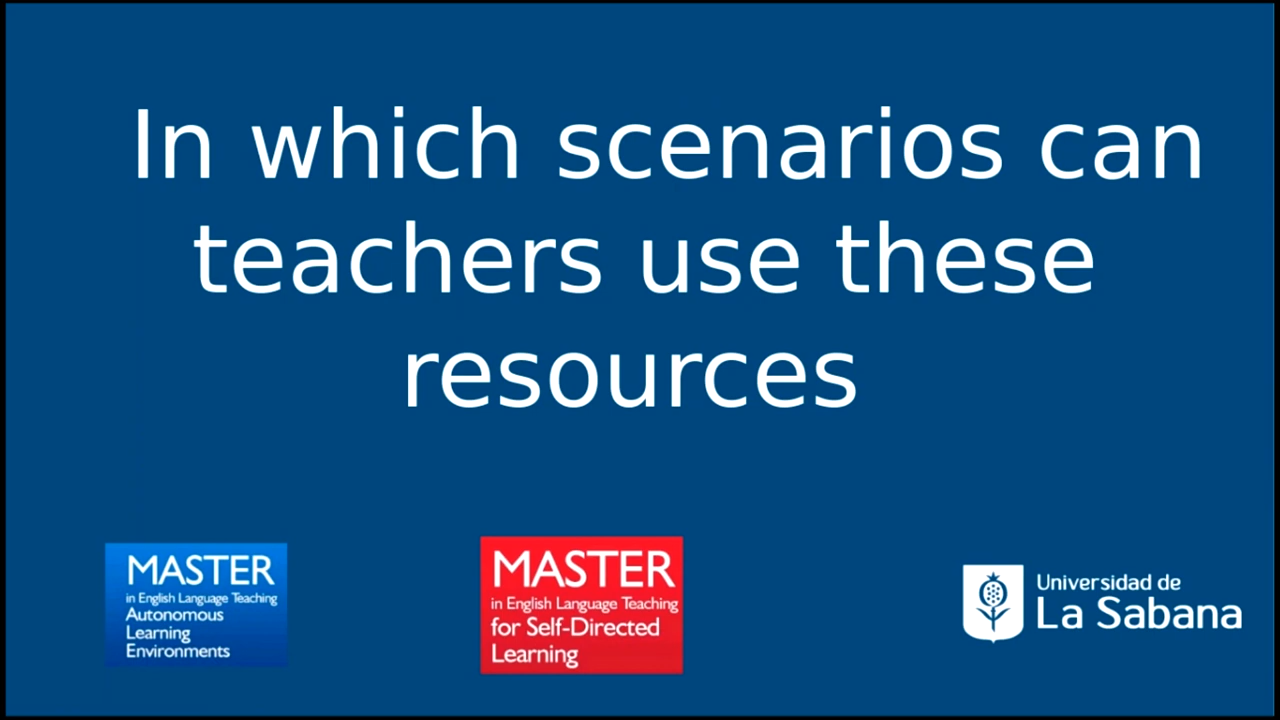 In which scenarios can
teachers use these
resources
MASTER
in English Language Teaching
Autonomous
Learning
Environments
MASTER
in English Language Teaching
for Self-Directed
Learning
Universidad de
La Sabana